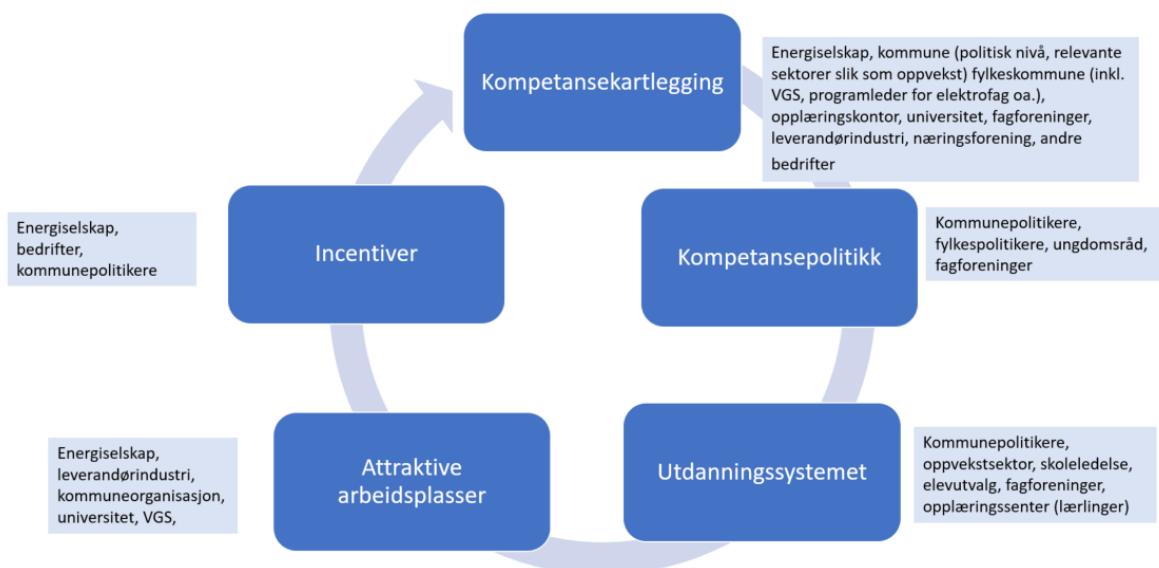 Kompetansekartlegging
Energiselskap, kommune (politisk nivå, relevante
sektorer slik som oppvekst) fylkeskommune (inkl.
VGS, programleder for elektrofag oa.),
opplæringskontor, universitet, fagforeninger,
leverandørindustri, næringsforening, andre
bedrifter
Kompetansepolitikk
Kommunepolitikere,
fylkespolitikere, ungdomsråd,
fagforeninger
Utdanningssystemet
Kommunepolitikere,
oppvekstsektor, skoleledelse,
elevutvalg, fagforeninger,
opplæringssenter (lærlinger)
Attraktive
arbeidsplasser
Energiselskap,
leverandørindustri,
kommuneorganisasjon,
universitet, VGS,
Incentiver
Energiselskap,
bedrifter,
kommunepolitikere